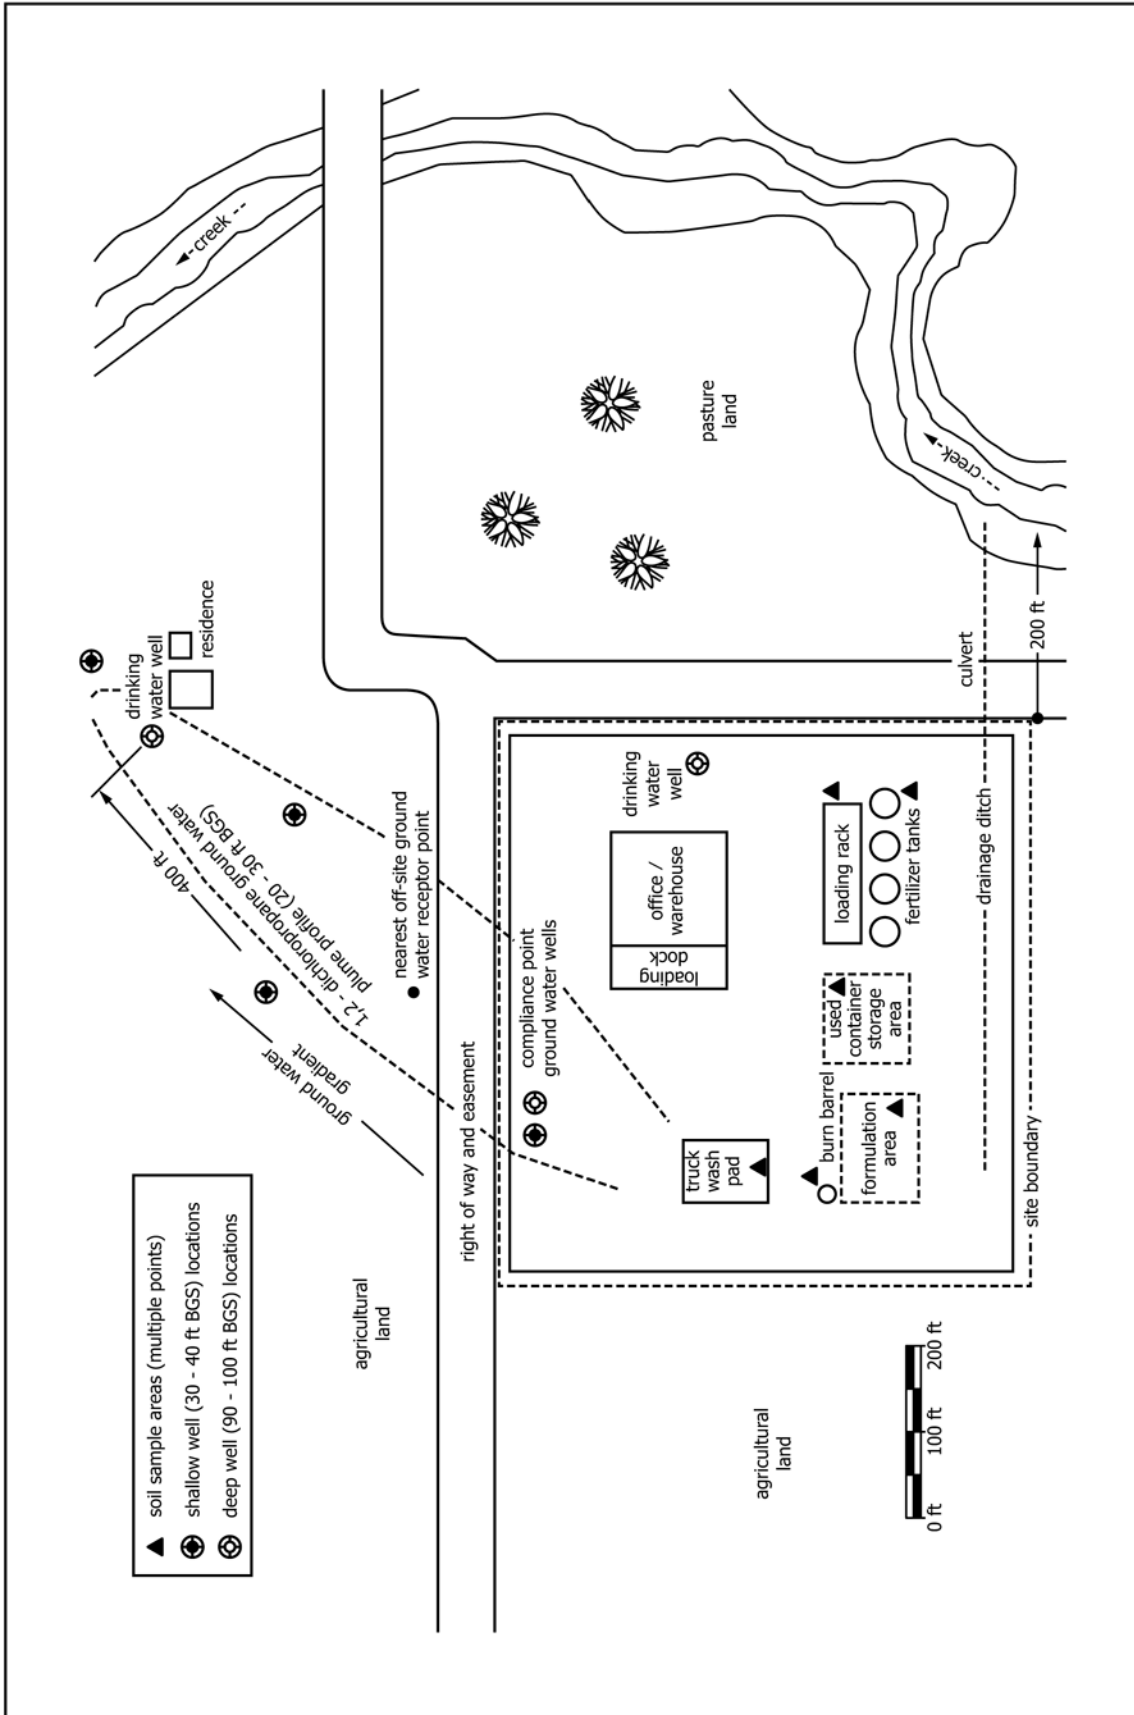 soil sample areas (multiple points)
shallow well (30 - 40 ft BGS) locations
deep well (90 - 100 ft BGS) locations
ground water
gradient
400 ft
1,2 - dichloropropane ground water
plume profile (20 - 30 ft BGS)
drinking
water well
residence
creek
agricultural
land
nearest off-site ground
water receptor point
right of way and easement
compliance point
ground water wells
truck
wash
pad
loading
dock
office /
warehouse
drinking
water
well
pasture
land
burn barrel
formulation
area
used
container
storage
area
loading rack
fertilizer tanks
drainage ditch
culvert
creek
site boundary
200 ft
agricultural
land
0 ft
100 ft
200 ft